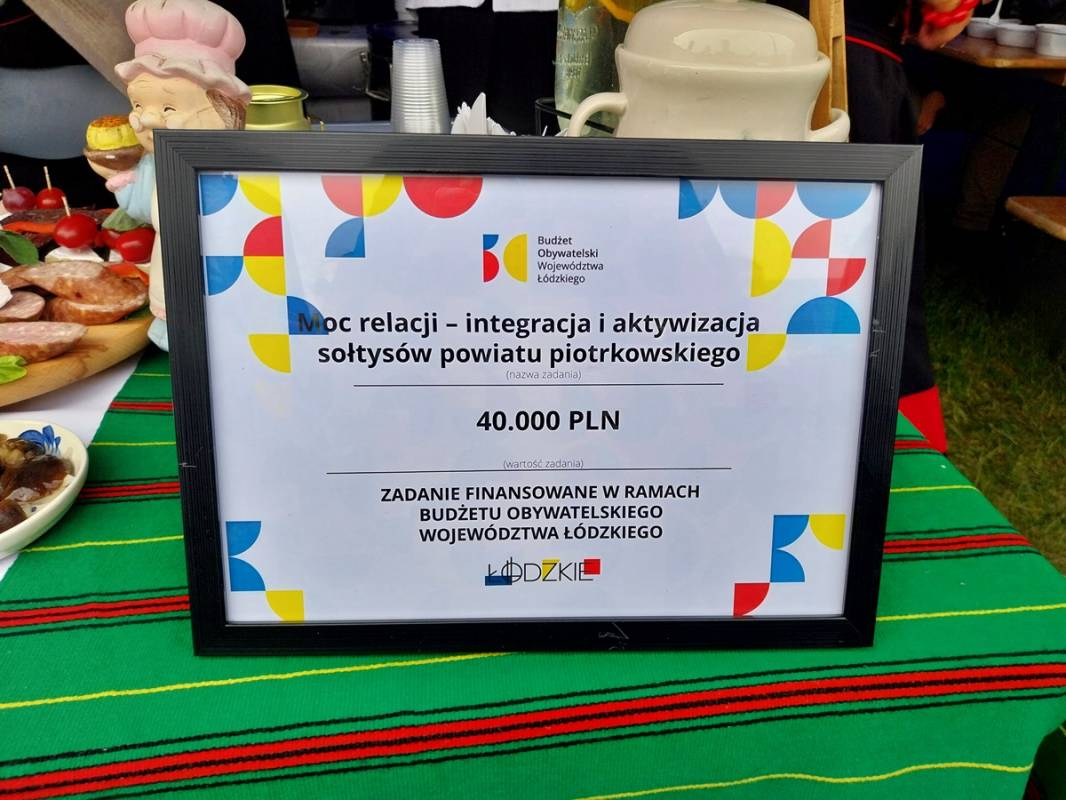 Budżet
Obywatelski
Województwa
Łódzkiego
Moc relacji – integracja i aktywizacja
sołtysów powiatu piotrkowskiego
(nazwa zadania)
40.000 PLN
(wartość zadania)
ZADANIE FINANSOWANE W RAMACH
BUDŻETU OBYWATELSKIEGO
WOJEWÓDZTWA ŁÓDZKIEGO
ŁÓDZKIE